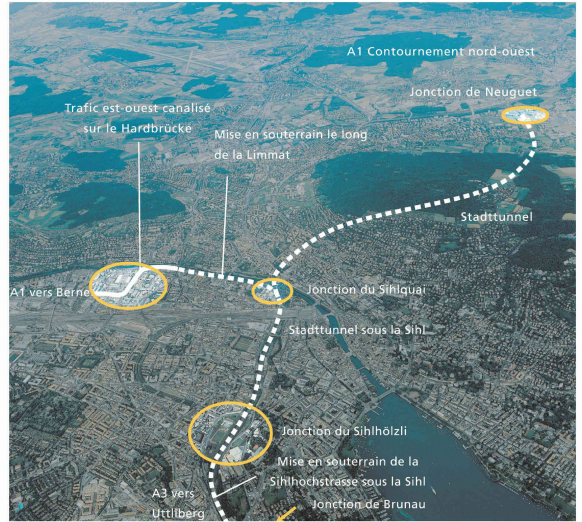 A1 Contournement nord-ouest
Jonction de Neuguet
Trafic est-ouest canalisé
sur le Hardbrücke
Mise en souterrain le long
de la Limmat
Stadttunnel
A1 vers Berne
Jonction du Sihlquai
Stadttunnel sous la Sihl
Jonction du Sihlhölzli
Mise en souterrain de la
Sihlhochstrasse sous la Sihl
A3 vers
Uttilberg
Jonction de Brunau